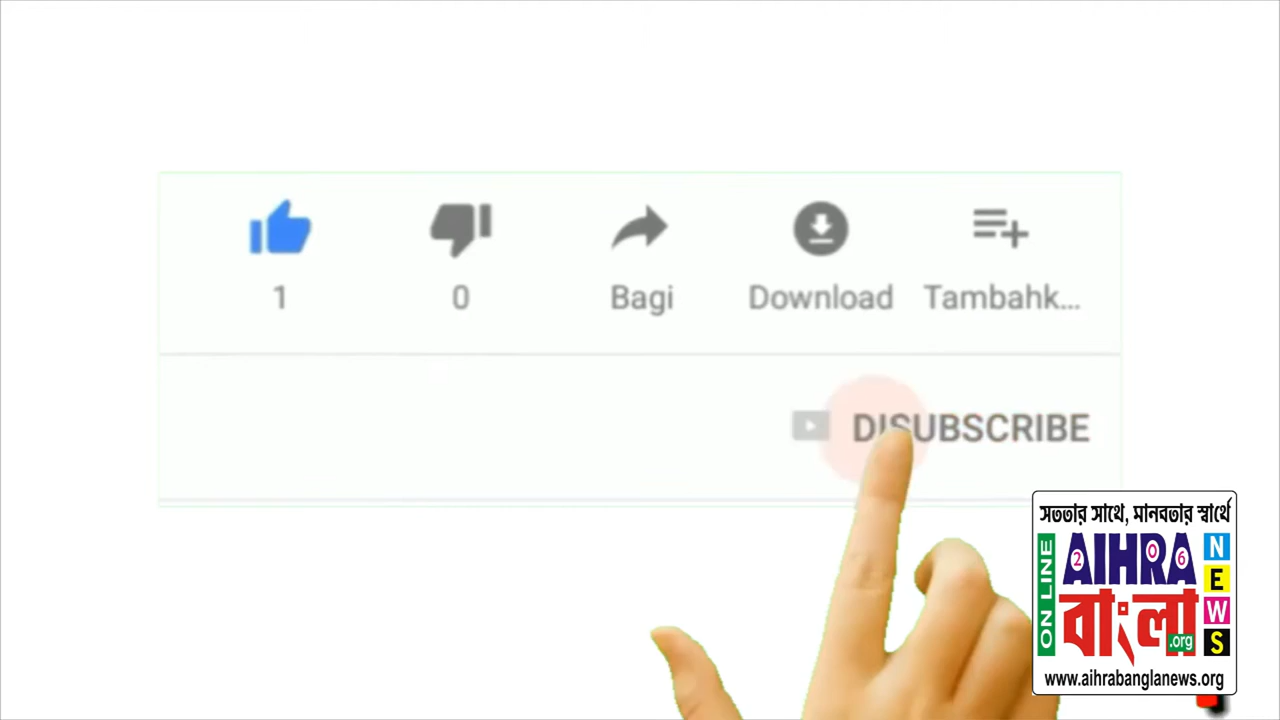 1
0
Bagi
Download
Tambahk...
DISUBSCRIBE
সততার সাথে, মানবতার স্বার্থে
ON LINE
AIHRA
2 0 6
বাংলা
.org
NEWS
www.aihrabanglanews.org